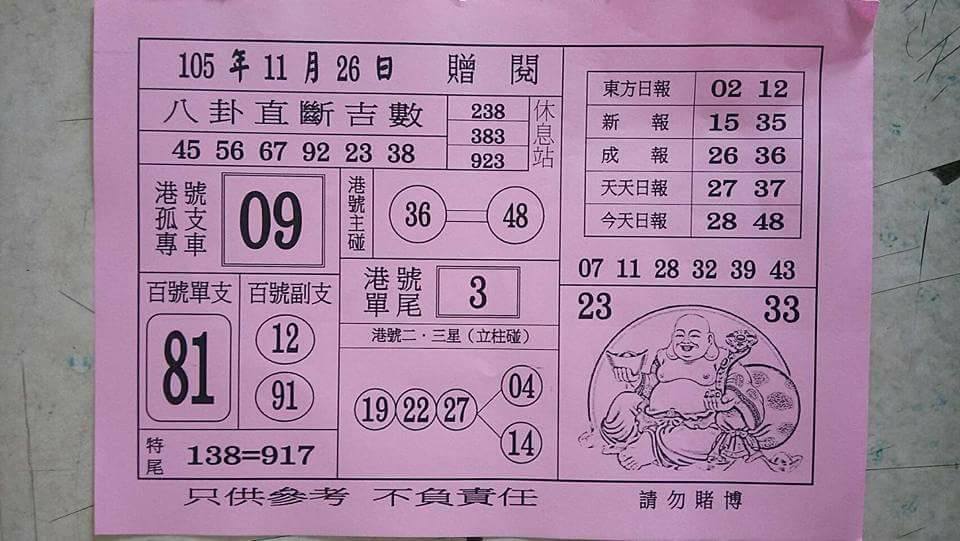 105年11月26日 贈閱
八卦直斷吉數
45 56 67 92 23 38
238
383
923
休息站
港號孤支專車
09
港號主碰
36 48
百號單支
81
百號副支
12
91
港號單尾
3
港號二・三星（立柱碰）
19 22 27
04
14
特尾
138=917
東方日報 02 12
新報 15 35
成報 26 36
天天日報 27 37
今天日報 28 48
07 11 28 32 39 43
23 33
只供參考 不負責任
請勿賭博